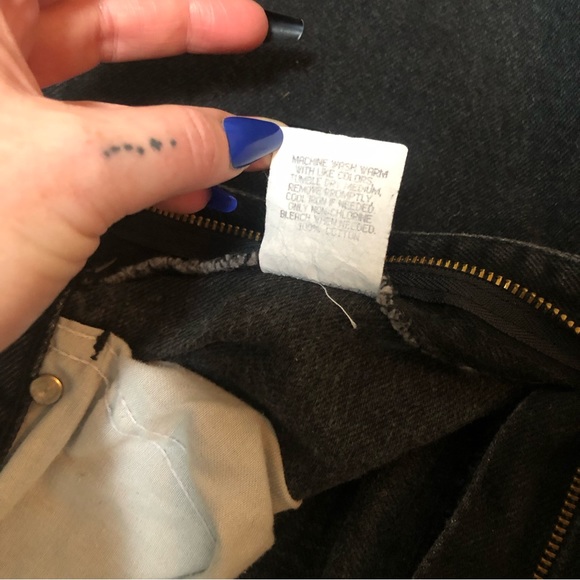 MACHINE WASH WARM
WITH LIKE COLORS.
TUMBLE DRY MEDIUM,
REMOVE PROMPTLY.
COOL IRON IF NEEDED
ONLY NON-CHLORINE
BLEACH WHEN NEEDED.
100% COTTON